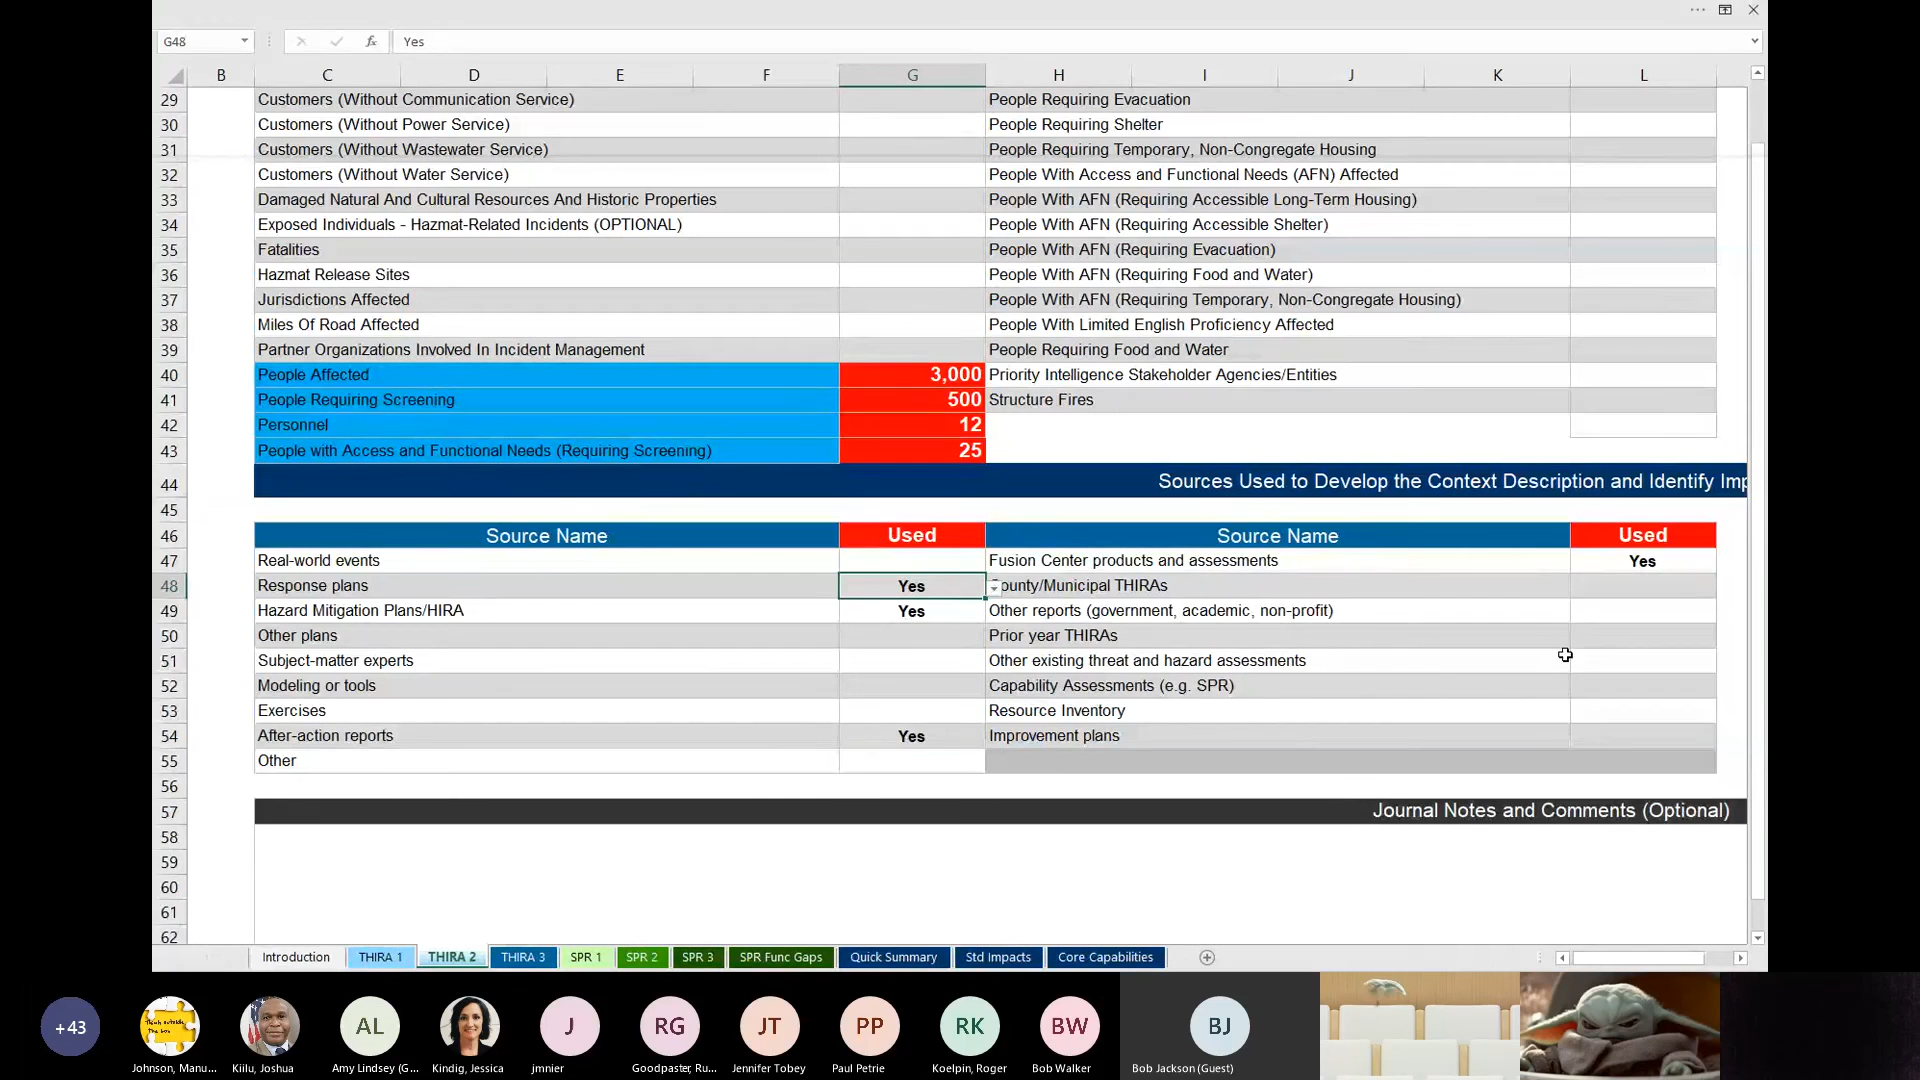 G48 fx Yes
B C D E F G H I J K L
29 Customers (Without Communication Service) People Requiring Evacuation
30 Customers (Without Power Service) People Requiring Shelter
31 Customers (Without Wastewater Service) People Requiring Temporary, Non-Congregate Housing
32 Customers (Without Water Service) People With Access and Functional Needs (AFN) Affected
33 Damaged Natural And Cultural Resources And Historic Properties People With AFN (Requiring Accessible Long-Term Housing)
34 Exposed Individuals - Hazmat-Related Incidents (OPTIONAL) People With AFN (Requiring Accessible Shelter)
35 Fatalities People With AFN (Requiring Evacuation)
36 Hazmat Release Sites People With AFN (Requiring Food and Water)
37 Jurisdictions Affected People With AFN (Requiring Temporary, Non-Congregate Housing)
38 Miles Of Road Affected People With Limited English Proficiency Affected
39 Partner Organizations Involved In Incident Management People Requiring Food and Water
40 People Affected 3,000 Priority Intelligence Stakeholder Agencies/Entities
41 People Requiring Screening 500 Structure Fires
42 Personnel 12
43 People with Access and Functional Needs (Requiring Screening) 25
44 Sources Used to Develop the Context Description and Identify Imp
45
46 Source Name Used Source Name Used
47 Real-world events Fusion Center products and assessments Yes
48 Response plans Yes ounty/Municipal THIRAs
49 Hazard Mitigation Plans/HIRA Yes Other reports (government, academic, non-profit)
50 Other plans Prior year THIRAs
51 Subject-matter experts Other existing threat and hazard assessments
52 Modeling or tools Capability Assessments (e.g. SPR)
53 Exercises Resource Inventory
54 After-action reports Yes Improvement plans
55 Other
56
57 Journal Notes and Comments (Optional)
58
59
60
61
62
Introduction THIRA 1 THIRA 2 THIRA 3 SPR 1 SPR 2 SPR 3 SPR Func Gaps Quick Summary Std Impacts Core Capabilities
+43 AL J RG JT PP RK BW BJ
Johnson, Manu... Kiilu, Joshua Amy Lindsey (G... Kindig, Jessica jmnier Goodpaster, Ru... Jennifer Tobey Paul Petrie Koelpin, Roger Bob Walker Bob Jackson (Guest)